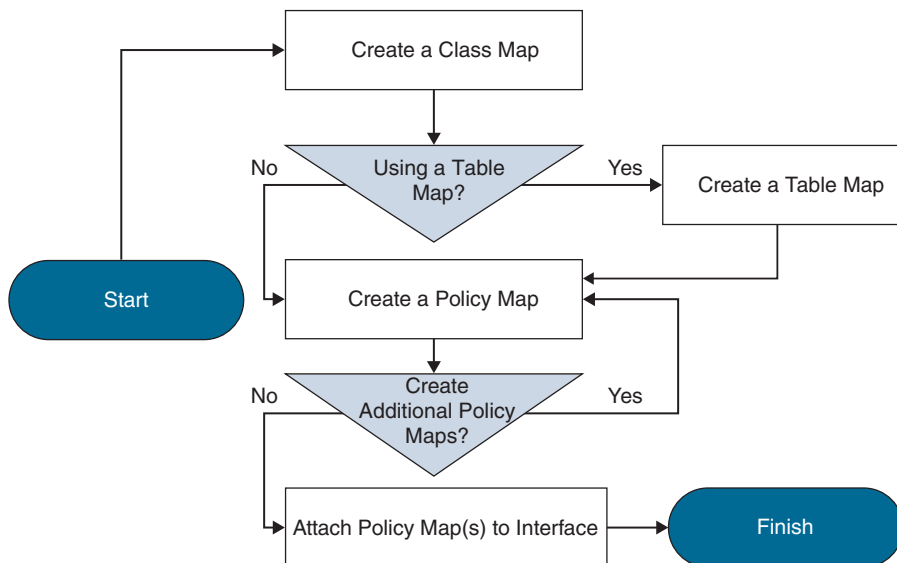 Create a Class Map
No
Using a Table
Map?
Yes
Create a Table Map
Start
Create a Policy Map
No
Create
Additional Policy
Maps?
Yes
Attach Policy Map(s) to Interface
Finish